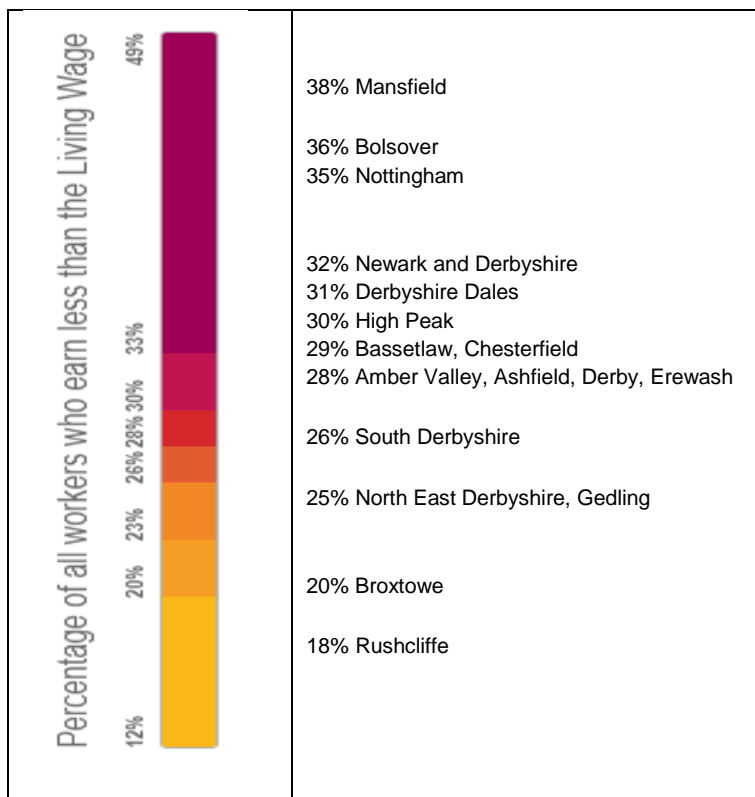 Percentage of all workers who earn less than the Living Wage
49%
33%
30%
28%
26%
23%
20%
12%
38% Mansfield
36% Bolsover
35% Nottingham
32% Newark and Derbyshire
31% Derbyshire Dales
30% High Peak
29% Bassetlaw, Chesterfield
28% Amber Valley, Ashfield, Derby, Erewash
26% South Derbyshire
25% North East Derbyshire, Gedling
20% Broxtowe
18% Rushcliffe